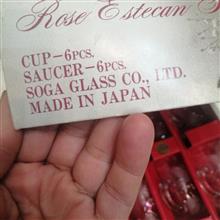 Rose Estecan
CUP-6PCS.
SAUCER-6PCS.
SOGA GLASS CO., LTD.
MADE IN JAPAN